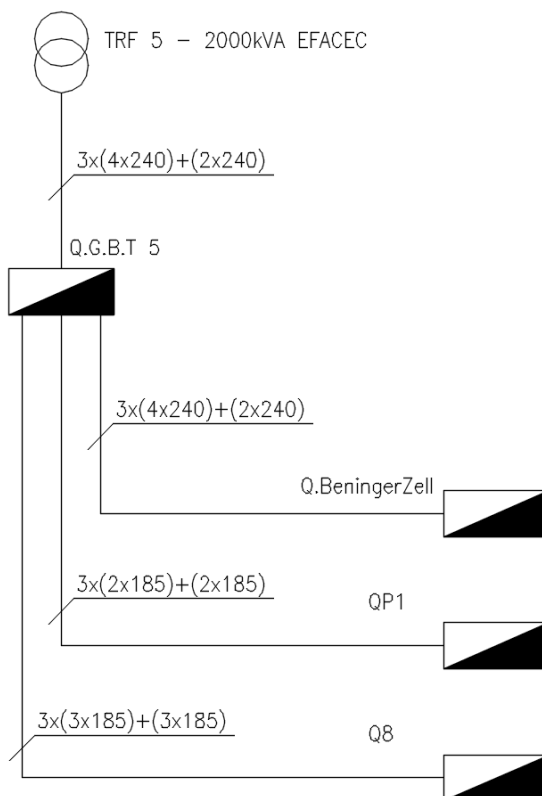 TRF 5 - 2000kVA EFACEC
3x(4x240)+(2x240)
Q.G.B.T 5
3x(4x240)+(2x240)
Q.BeningerZell
3x(2x185)+(2x185)
QP1
3x(3x185)+(3x185)
Q8